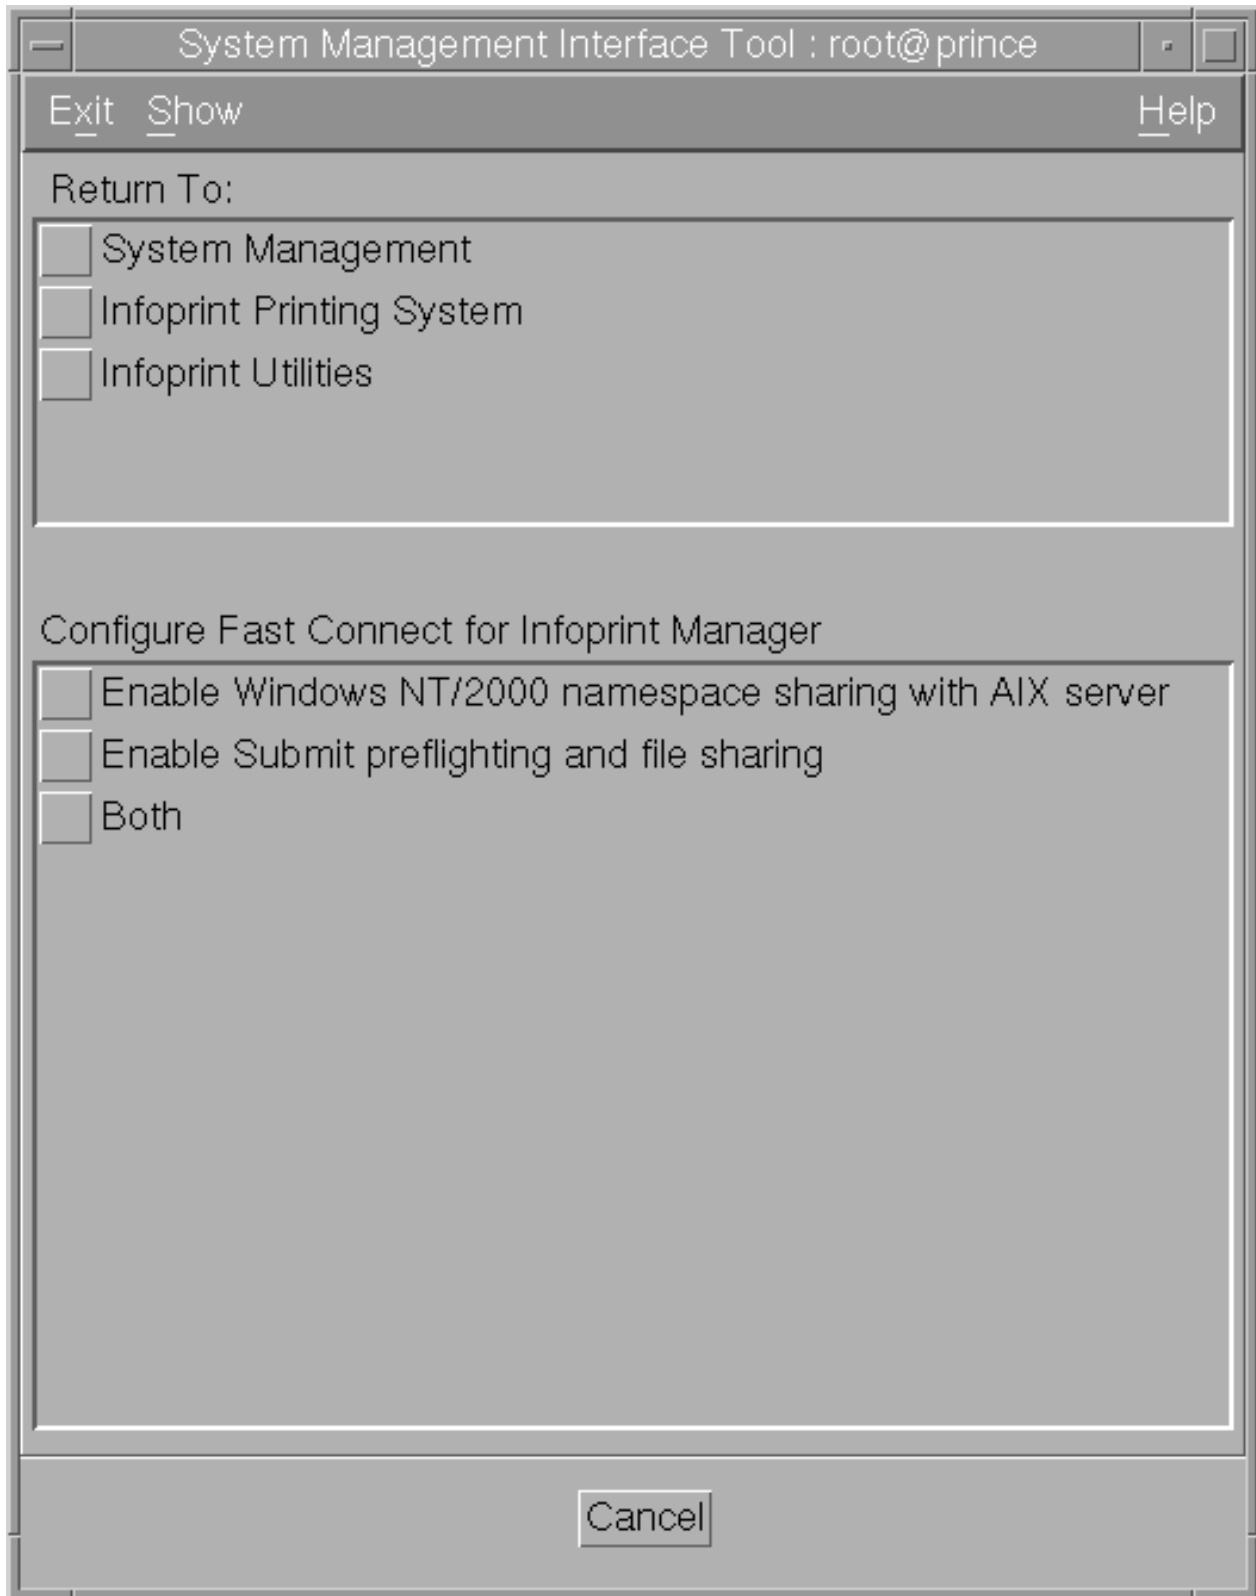 System Management Interface Tool : root@prince
Exit Show Help
Return To:
System Management
Infoprint Printing System
Infoprint Utilities
Configure Fast Connect for Infoprint Manager
Enable Windows NT/2000 namespace sharing with AIX server
Enable Submit preflighting and file sharing
Both
Cancel